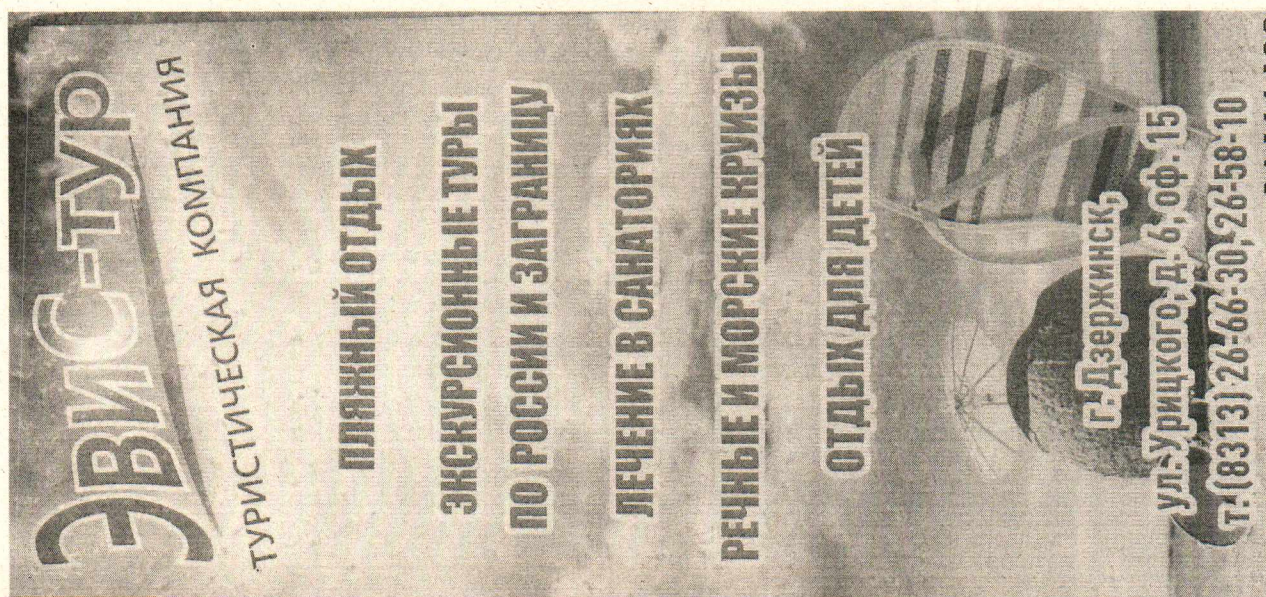 ЭВИС-ТУР
ТУРИСТИЧЕСКАЯ КОМПАНИЯ
ПЛЯЖНЫЙ ОТДЫХ
ЭКСКУРСИОННЫЕ ТУРЫ
ПО РОССИИ И ЗАГРАНИЦУ
ЛЕЧЕНИЕ В САНАТОРИЯХ
РЕЧНЫЕ И МОРСКИЕ КРУИЗЫ
ОТДЫХ ДЛЯ ДЕТЕЙ
г. Дзержинск,
ул. Урицкого, д. 6, оф. 15
т. (8313) 26-66-30, 26-58-10